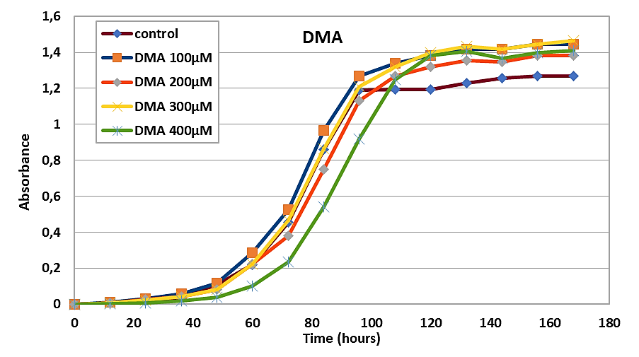 DMA
control
DMA 100µM
DMA 200µM
DMA 300µM
DMA 400µM
Absorbance
1,6
1,4
1,2
1
0,8
0,6
0,4
0,2
0
0 20 40 60 80 100 120 140 160 180
Time (hours)